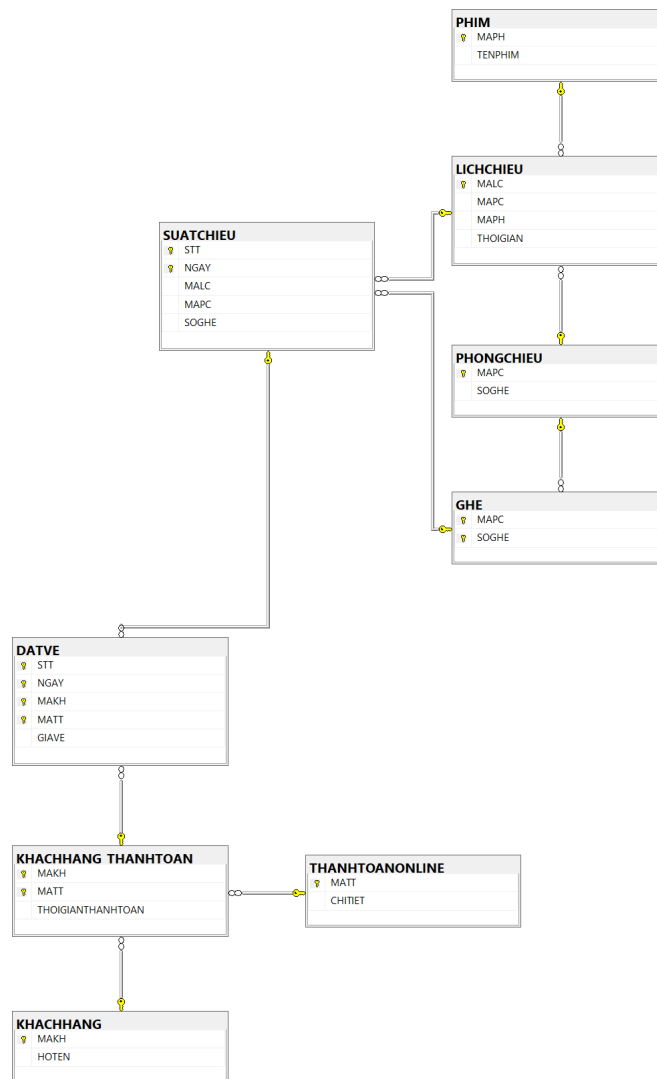 PHIM
MAPH
TENPHIM
LICHCHIEU
MALC
MAPC
MAPH
THOIGIAN
SUATCHIEU
STT
NGAY
MALC
MAPC
SOGHE
PHONGCHIEU
MAPC
SOGHE
GHE
MAPC
SOGHE
DATVE
STT
NGAY
MAKH
MATT
GIAVE
KHACHHANG THANHTOAN
MAKH
MATT
THOIGIANTHANHTOAN
THANHTOANONLINE
MATT
CHITIET
KHACHHANG
MAKH
HOTEN